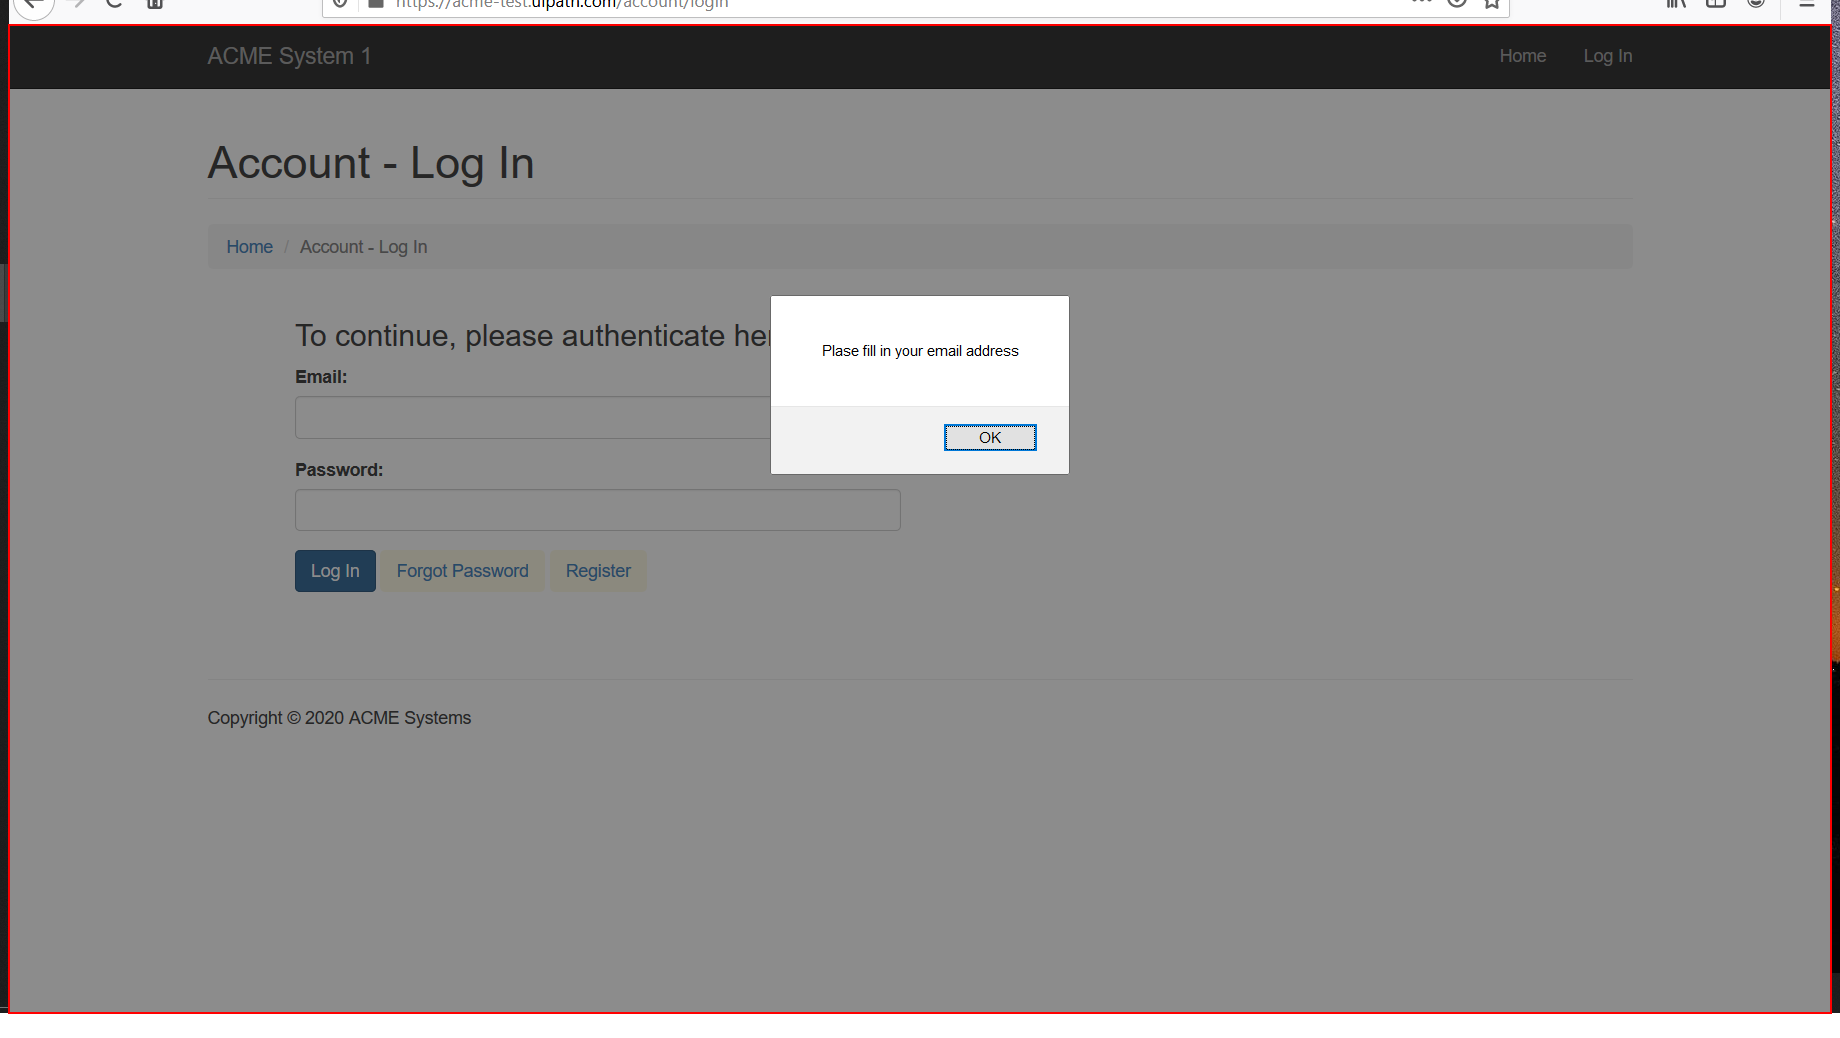 https://acme-test.uipath.com/account/login
ACME System 1
Home
Log In
Account - Log In
Home / Account - Log In
To continue, please authenticate
Plase fill in your email address
Email:
OK
Password:
Log In
Forgot Password
Register
Copyright © 2020 ACME Systems